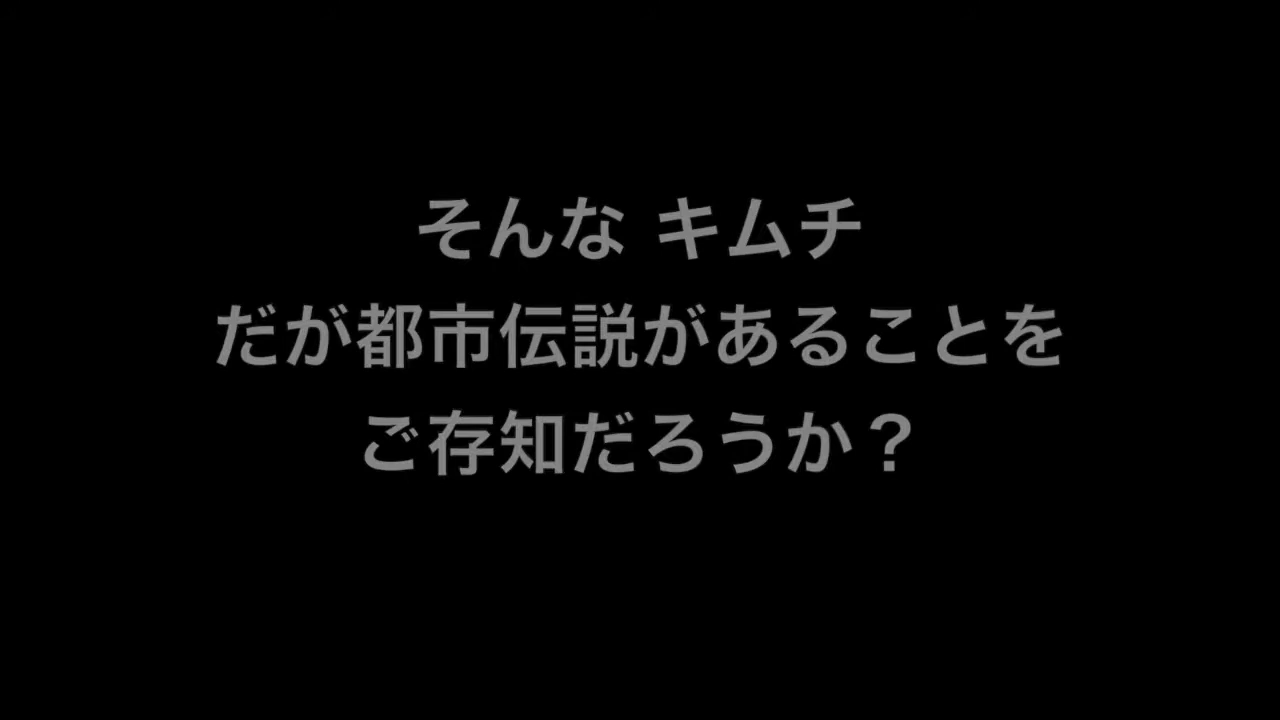 そんな キムチ
だが都市伝説があることを
ご存知だろうか？